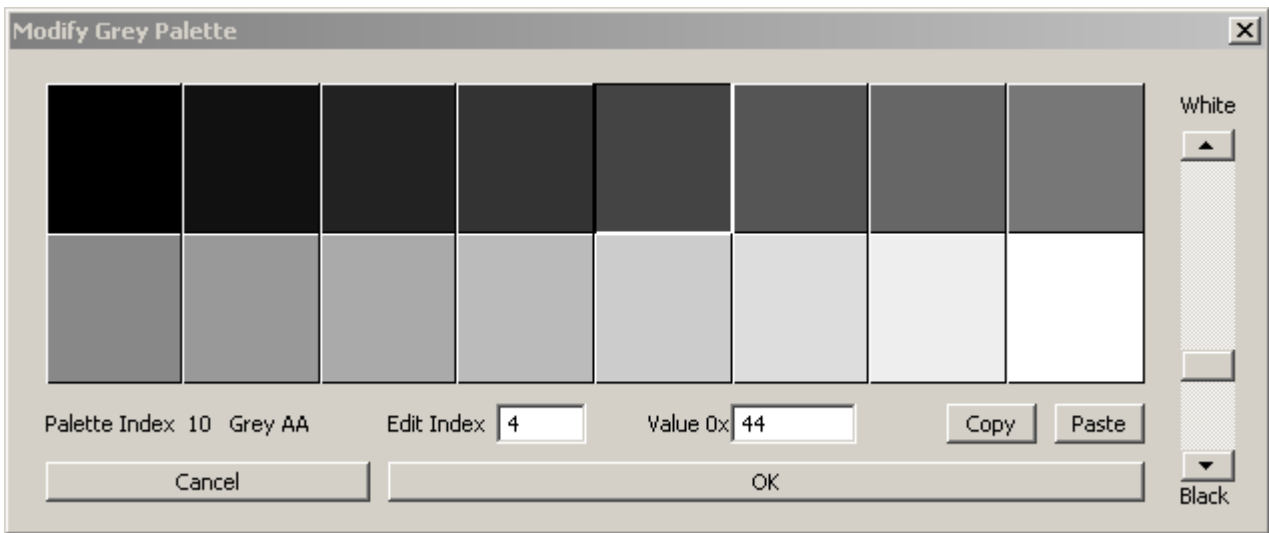 Modify Grey Palette
White
Palette Index 10 Grey AA Edit Index 4 Value 0x 44 Copy Paste
Cancel OK
Black